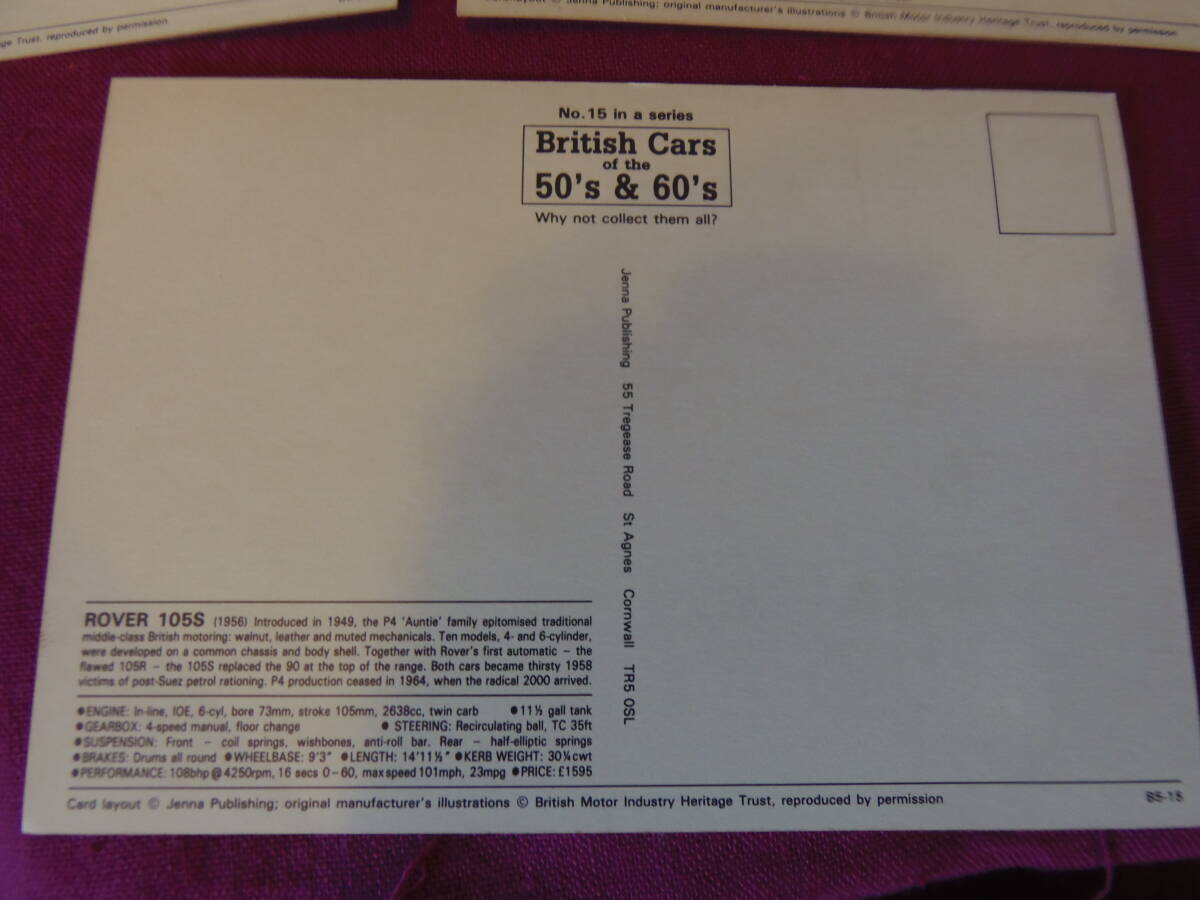 Trust, reproduced by permission
Jenna Publishing; original manufacturer's illustrations © British Motor Industry Heritage Trust, reproduced by permission
No.15 in a series
British Cars
of the
50's & 60's
Why not collect them all?
Jenna Publishing 55 Tregease Road St Agnes Cornwall TR5 OSL
ROVER 105S (1956) Introduced in 1949, the P4 'Auntie' family epitomised traditional
middle-class British motoring: walnut, leather and muted mechanicals. Ten models, 4- and 6-cylinder,
were developed on a common chassis and body shell. Together with Rover's first automatic – the
flawed 105R – the 105S replaced the 90 at the top of the range. Both cars became thirsty 1958
victims of post-Suez petrol rationing. P4 production ceased in 1964, when the radical 2000 arrived.
●ENGINE: In-line, IOE, 6-cyl, bore 73mm, stroke 105mm, 2638cc, twin carb ●11½ gall tank
●GEARBOX: 4-speed manual, floor change ● STEERING: Recirculating ball, TC 35ft
●SUSPENSION: Front – coil springs, wishbones, anti-roll bar. Rear – half-elliptic springs
●BRAKES: Drums all round ●WHEELBASE: 9'3" ●LENGTH: 14'11½" ●KERB WEIGHT: 30¼cwt
●PERFORMANCE: 108bhp @ 4250rpm, 16 secs 0–60, max speed 101mph, 23mpg ●PRICE: £1595
Card layout © Jenna Publishing; original manufacturer's illustrations © British Motor Industry Heritage Trust, reproduced by permission
BS-15